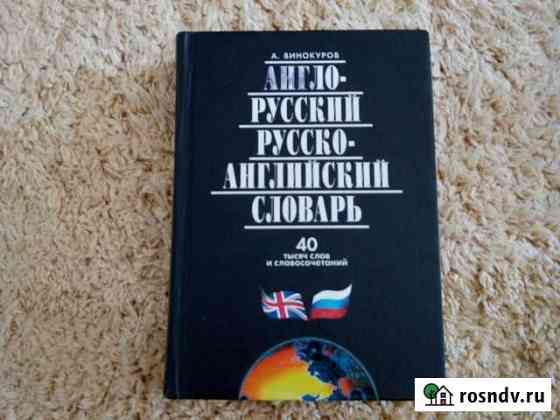 А. ВИНОКУРОВ
АНГЛО-
РУССКИЙ
РУССКО-
АНГЛИЙСКИЙ
СЛОВАРЬ
40
ТЫСЯЧ СЛОВ
И СЛОВОСОЧЕТАНИЙ
rosndv.ru